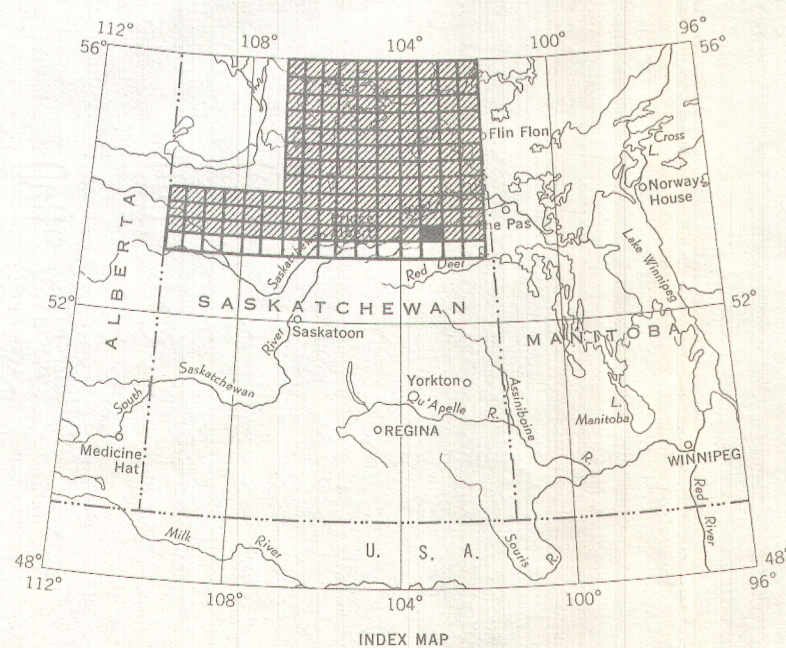 112°
108°
104°
100°
96°
56°
56°
Flin Flon
Cross
L.
Norway
House
The Pas
Lake Winnipeg
Red Deer
ALBERTA
SASKATCHEWAN
MANITOBA
52°
52°
Saskatoon
River
Saskatchewan
South
Yorkton
Qu'Apelle
R.
Assiniboine
R.
L.
Manitoba
REGINA
Medicine
Hat
WINNIPEG
Red
River
Milk
River
U. S. A.
Souris
R.
48°
48°
112°
108°
104°
100°
96°
INDEX MAP